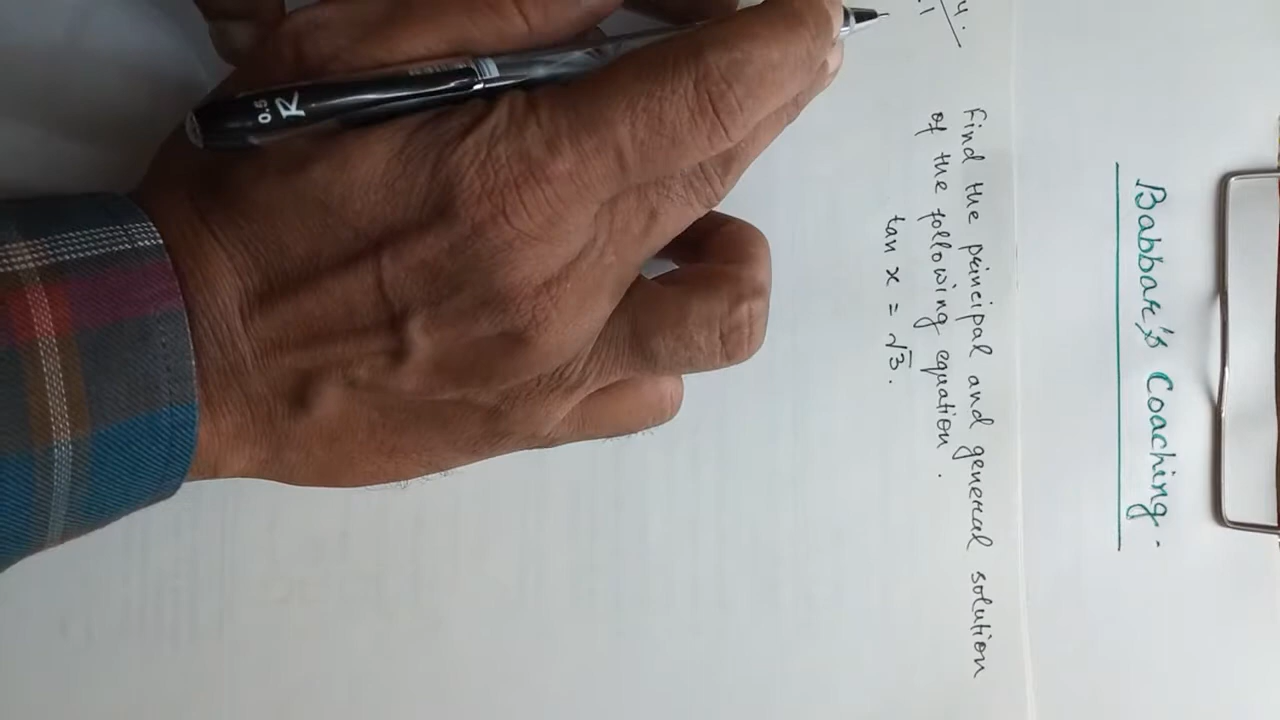 Babbar's Coaching.
Find the principal and general solution
of the following equation.
tan x = √3.
R
0.5